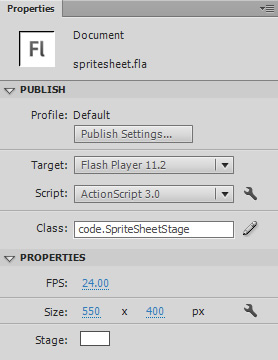 Properties
Fl
Document
spritesheet.fla
PUBLISH
Profile: Default
Publish Settings...
Target: Flash Player 11.2
Script: ActionScript 3.0
Class: code.SpriteSheetStage
PROPERTIES
FPS: 24.00
Size: 550 x 400 px
Stage: